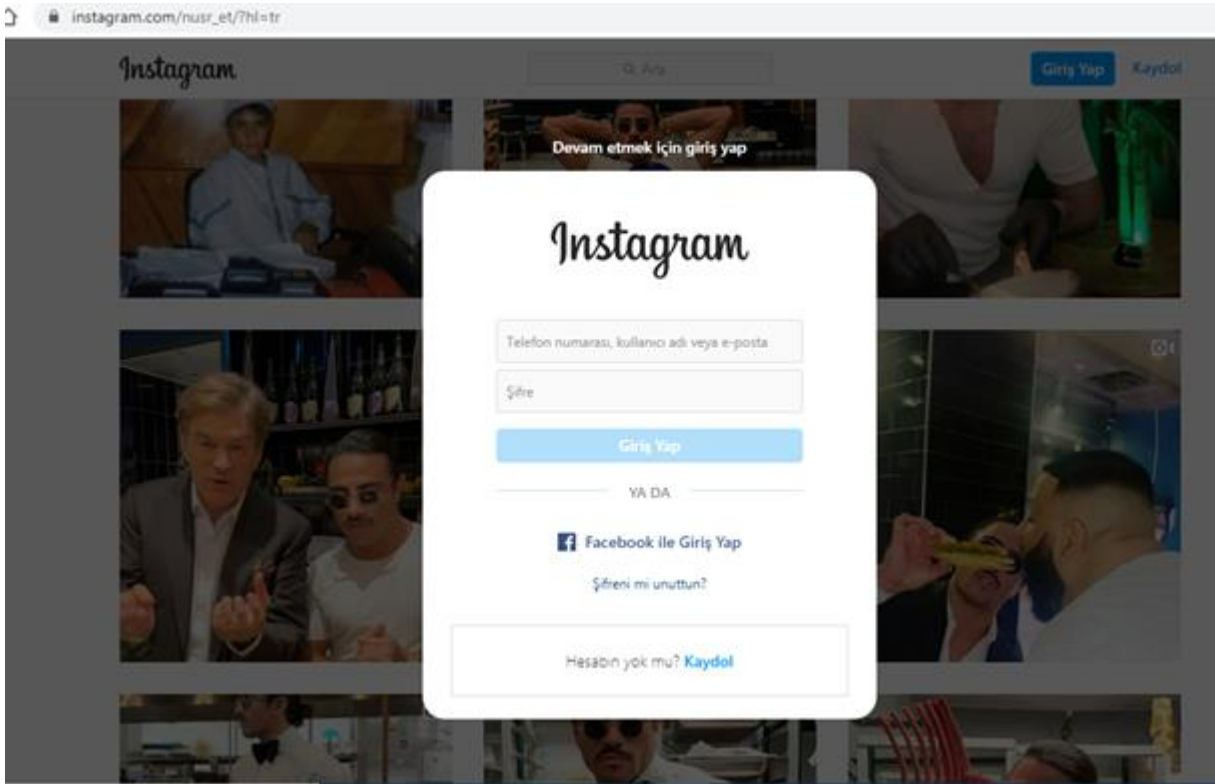 instagram.com/nusr_et/?hl=tr
Instagram
Ara
Giriş Yap
Kaydol
Devam etmek için giriş yap
Instagram
Telefon numarası, kullanıcı adı veya e-posta
Şifre
Giriş Yap
YA DA
Facebook ile Giriş Yap
Şifreni mi unuttun?
Hesabın yok mu? Kaydol